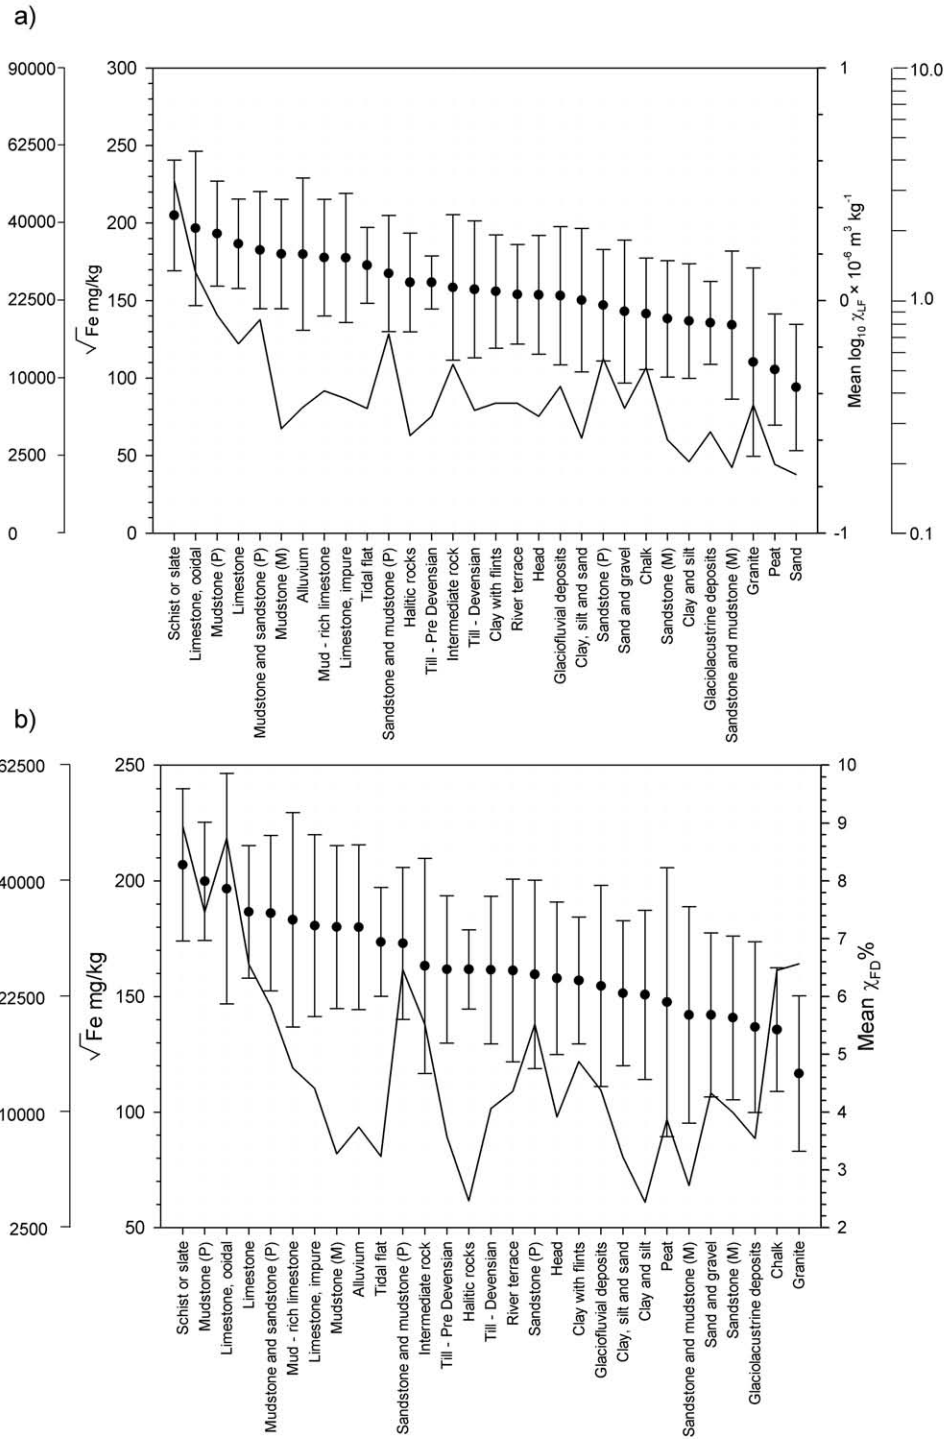 a)
90000
62500
40000
22500
10000
2500
0
300
250
200
150
100
50
0
√Fe mg/kg
1
0
-1
Mean log10 χLF × 10-6 m3 kg-1
10.0
1.0
0.1
Schist or slate
Limestone, ooidal
Mudstone (P)
Limestone
Mudstone and sandstone (P)
Mudstone (M)
Alluvium
Mud - rich limestone
Limestone, impure
Tidal flat
Sandstone and mudstone (P)
Halitic rocks
Till - Pre Devensian
Intermediate rock
Till - Devensian
Clay with flints
River terrace
Head
Glaciofluvial deposits
Clay, silt and sand
Sandstone (P)
Sand and gravel
Chalk
Sandstone (M)
Clay and silt
Glaciolacustrine deposits
Sandstone and mudstone (M)
Granite
Peat
Sand
b)
62500
40000
22500
10000
2500
250
200
150
100
50
√Fe mg/kg
10
9
8
7
6
5
4
3
2
Mean χFD%
Schist or slate
Mudstone (P)
Limestone, ooidal
Limestone
Mudstone and sandstone (P)
Mud - rich limestone
Limestone, impure
Mudstone (M)
Alluvium
Tidal flat
Sandstone and mudstone (P)
Intermediate rock
Till - Pre Devensian
Halitic rocks
Till - Devensian
River terrace
Sandstone (P)
Head
Clay with flints
Glaciofluvial deposits
Clay, silt and sand
Clay and silt
Peat
Sandstone and mudstone (M)
Sand and gravel
Sandstone (M)
Glaciolacustrine deposits
Chalk
Granite